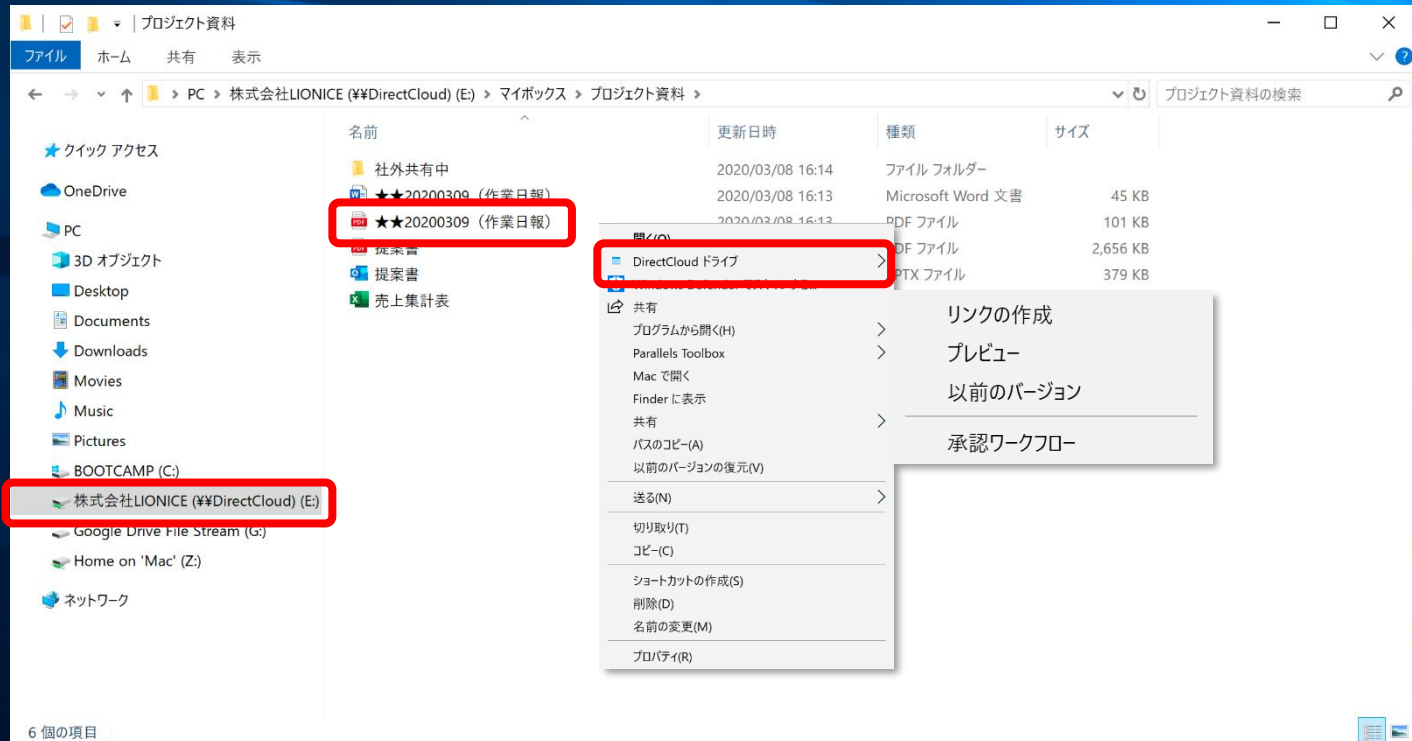 プロジェクト資料
ファイル ホーム 共有 表示
PC 株式会社LIONICE (¥¥DirectCloud) (E:) マイボックス プロジェクト資料
プロジェクト資料の検索
名前 更新日時 種類 サイズ
クイック アクセス
OneDrive
PC
3D オブジェクト
Desktop
Documents
Downloads
Movies
Music
Pictures
BOOTCAMP (C:)
株式会社LIONICE (¥¥DirectCloud) (E:)
Google Drive File Stream (G:)
Home on 'Mac' (Z:)
ネットワーク
社外共有中 2020/03/08 16:14 ファイル フォルダー
★★20200309（作業日報） 2020/03/08 16:13 Microsoft Word 文書 45 KB
★★20200309（作業日報） 2020/03/08 16:13 PDF ファイル 101 KB
提案書 DF ファイル 2,656 KB
提案書 PTX ファイル 379 KB
売上集計表
開く(O)
DirectCloud ドライブ
Windows Defender でスキャンする...
共有
プログラムから開く(H)
Parallels Toolbox
Mac で開く
Finder に表示
共有
パスのコピー(A)
以前のバージョンの復元(V)
送る(N)
切り取り(T)
コピー(C)
ショートカットの作成(S)
削除(D)
名前の変更(M)
プロパティ(R)
リンクの作成
プレビュー
以前のバージョン
承認ワークフロー
6 個の項目